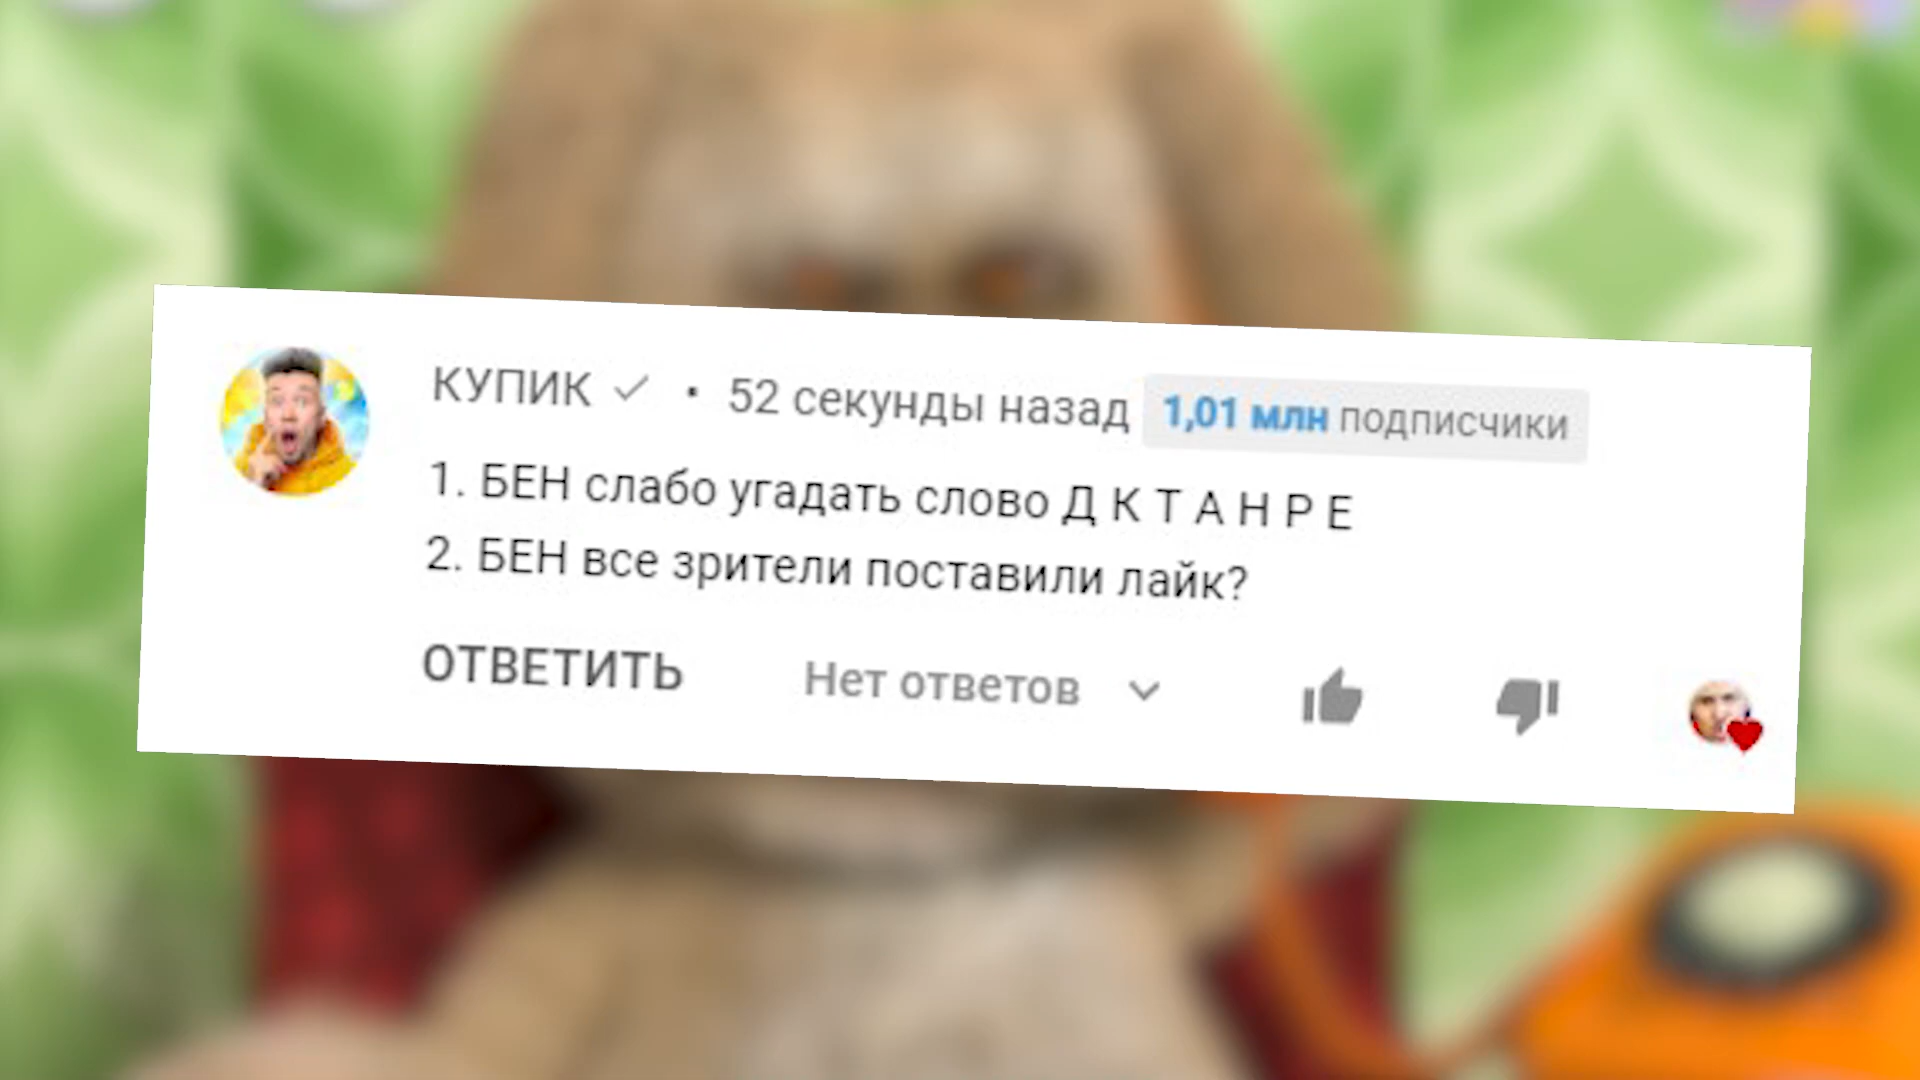 КУПИК • 52 секунды назад 1,01 млн подписчики
1. БЕН слабо угадать слово Д К Т А Н Р Е
2. БЕН все зрители поставили лайк?
ОТВЕТИТЬ Нет ответов